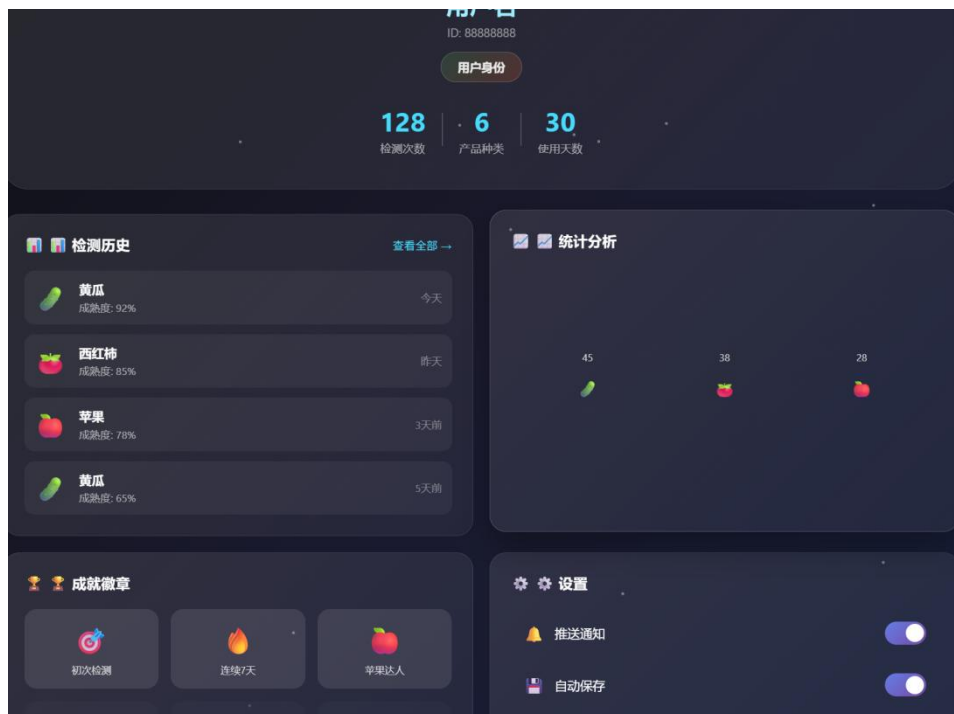 用户名
ID: 88888888
用户身份
128
6
30
检测次数
产品种类
使用天数
检测历史
查看全部 →
黄瓜
成熟度: 92%
今天
西红柿
成熟度: 85%
昨天
苹果
成熟度: 78%
3天前
黄瓜
成熟度: 65%
5天前
统计分析
45
38
28
成就徽章
初次检测
连续7天
苹果达人
设置
推送通知
自动保存